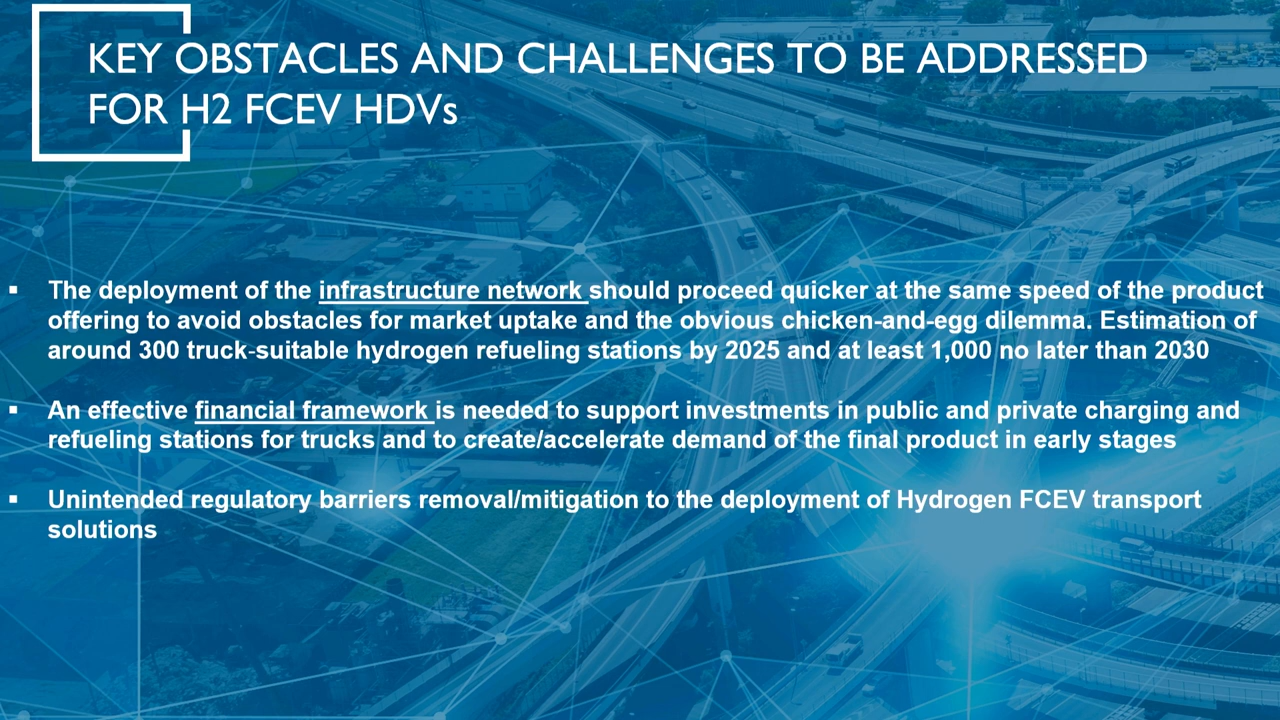 KEY OBSTACLES AND CHALLENGES TO BE ADDRESSED
FOR H2 FCEV HDVs
▪ The deployment of the infrastructure network should proceed quicker at the same speed of the product
offering to avoid obstacles for market uptake and the obvious chicken-and-egg dilemma. Estimation of
around 300 truck-suitable hydrogen refueling stations by 2025 and at least 1,000 no later than 2030
▪ An effective financial framework is needed to support investments in public and private charging and
refueling stations for trucks and to create/accelerate demand of the final product in early stages
▪ Unintended regulatory barriers removal/mitigation to the deployment of Hydrogen FCEV transport
solutions